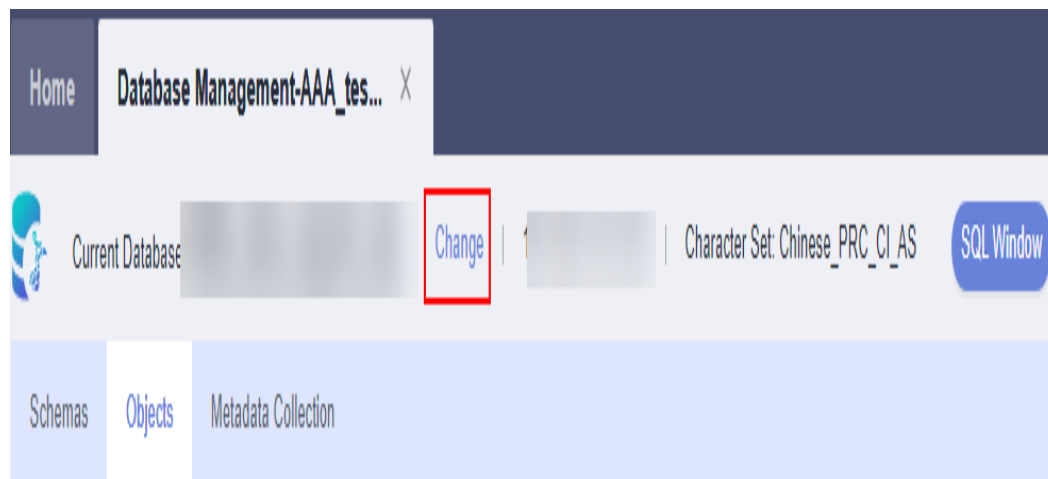 Home Database Management-AAA_tes... X
Current Database Change | | Character Set: Chinese_PRC_CI_AS SQL Window
Schemas Objects Metadata Collection